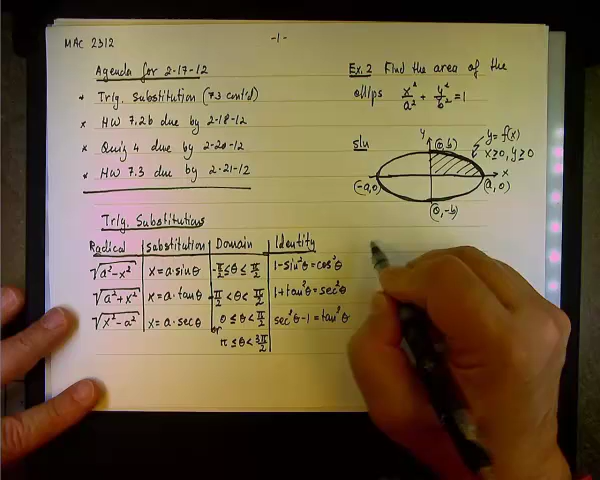 MAC 2312
-1-
Agenda for 2-17-12
* Trig. Substitution (7.3 cont'd)
* HW 7.2b due by 2-18-12
* Quiz 4 due by 2-20-12
* HW 7.3 due by 2-21-12
Trig. Substitutions
Radical | Substitution | Domain | Identity
√(a²-x²) | x = a·sinθ | -π/2 ≤ θ ≤ π/2 | 1-sin²θ = cos²θ
√(a²+x²) | x = a·tanθ | -π/2 < θ < π/2 | 1+tan²θ = sec²θ
√(x²-a²) | x = a·secθ | 0 ≤ θ < π/2 | sec²θ-1 = tan²θ
or
π ≤ θ < 3π/2
Ex. 2 Find the area of the
ellips x²/a² + y²/b² = 1
sln
y
(0, b)
y = f(x)
x ≥ 0, y ≥ 0
x
(-a, 0)
(a, 0)
(0, -b)